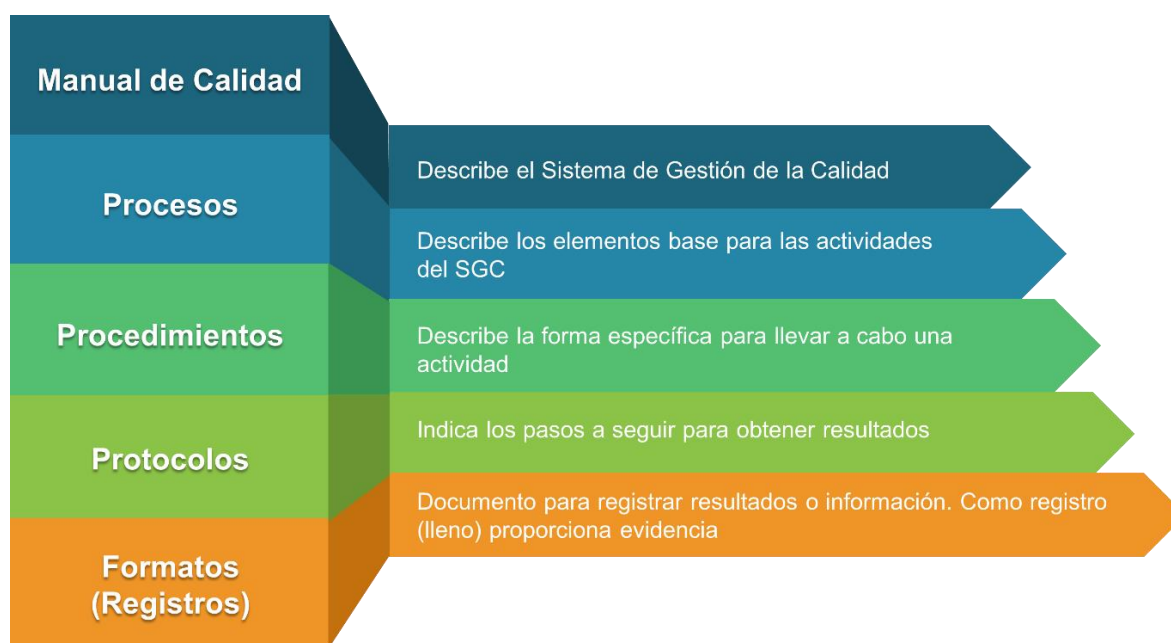 Manual de Calidad
Describe el Sistema de Gestión de la Calidad
Procesos
Describe los elementos base para las actividades
del SGC
Procedimientos
Describe la forma específica para llevar a cabo una
actividad
Protocolos
Indica los pasos a seguir para obtener resultados
Formatos
(Registros)
Documento para registrar resultados o información. Como registro
(lleno) proporciona evidencia